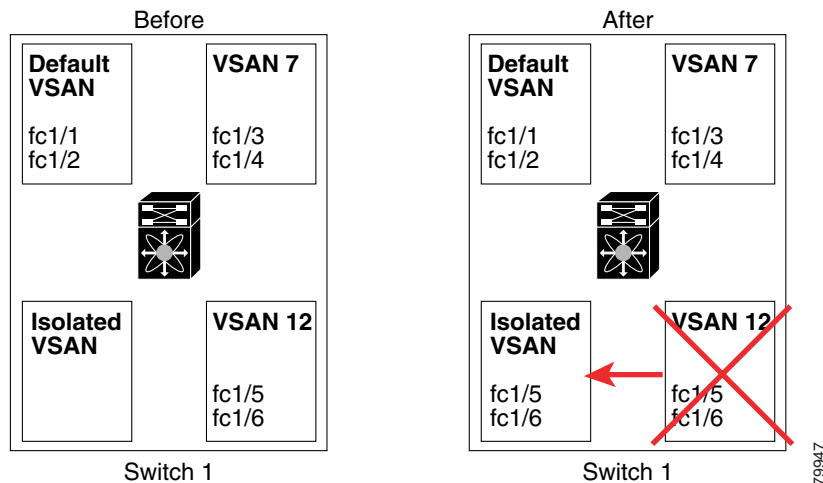 Before
Default
VSAN
fc1/1
fc1/2
VSAN 7
fc1/3
fc1/4
Isolated
VSAN
VSAN 12
fc1/5
fc1/6
Switch 1
After
Default
VSAN
fc1/1
fc1/2
VSAN 7
fc1/3
fc1/4
Isolated
VSAN
fc1/5
fc1/6
VSAN 12
fc1/5
fc1/6
Switch 1
79947